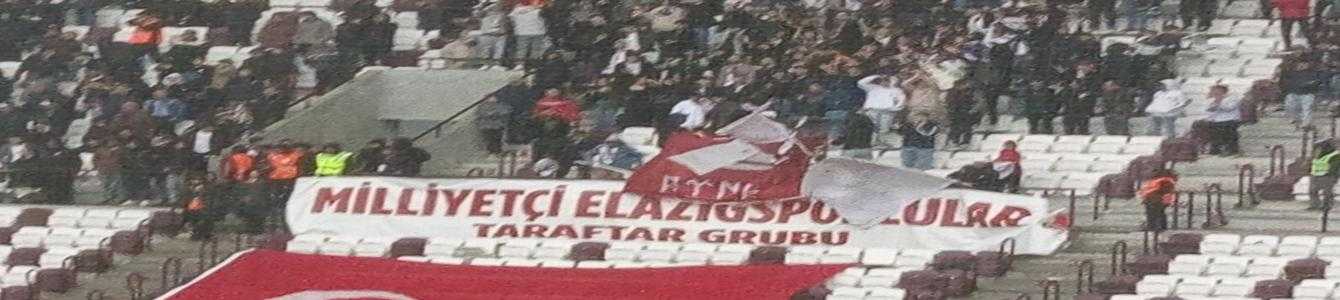 MİLLİYETÇİ ELAZIĞSPORLULAR
TARAFTAR GRUBU